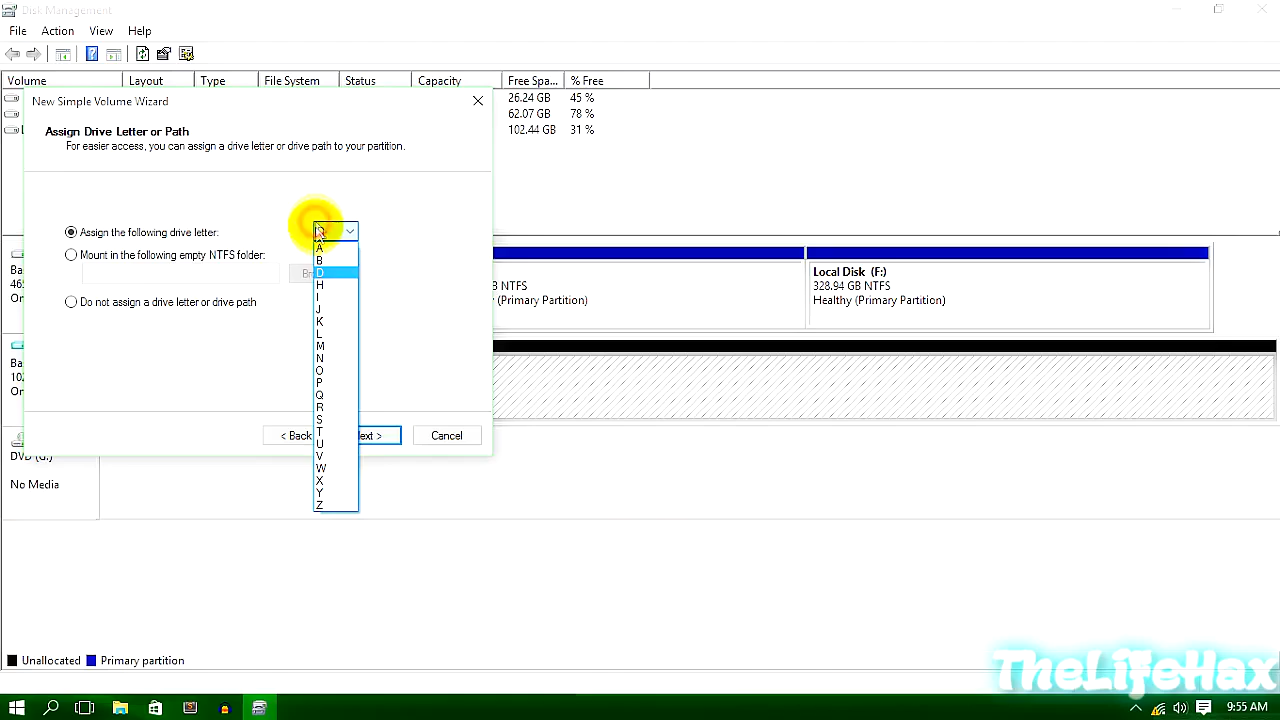 Disk Management
File Action View Help
Volume Layout Type File System Status Capacity Free Spa... % Free
26.24 GB 45 %
62.07 GB 78 %
102.44 GB 31 %
New Simple Volume Wizard
Assign Drive Letter or Path
For easier access, you can assign a drive letter or drive path to your partition.
Assign the following drive letter:
Mount in the following empty NTFS folder:
Do not assign a drive letter or drive path
A
B
D
H
I
J
K
L
M
N
O
P
Q
R
S
T
U
V
W
X
Y
Z
< Back
Cancel
B NTFS
(Primary Partition)
Local Disk (F:)
328.94 GB NTFS
Healthy (Primary Partition)
DVD (G:)
No Media
Unallocated Primary partition
TheLifeHax
9:55 AM